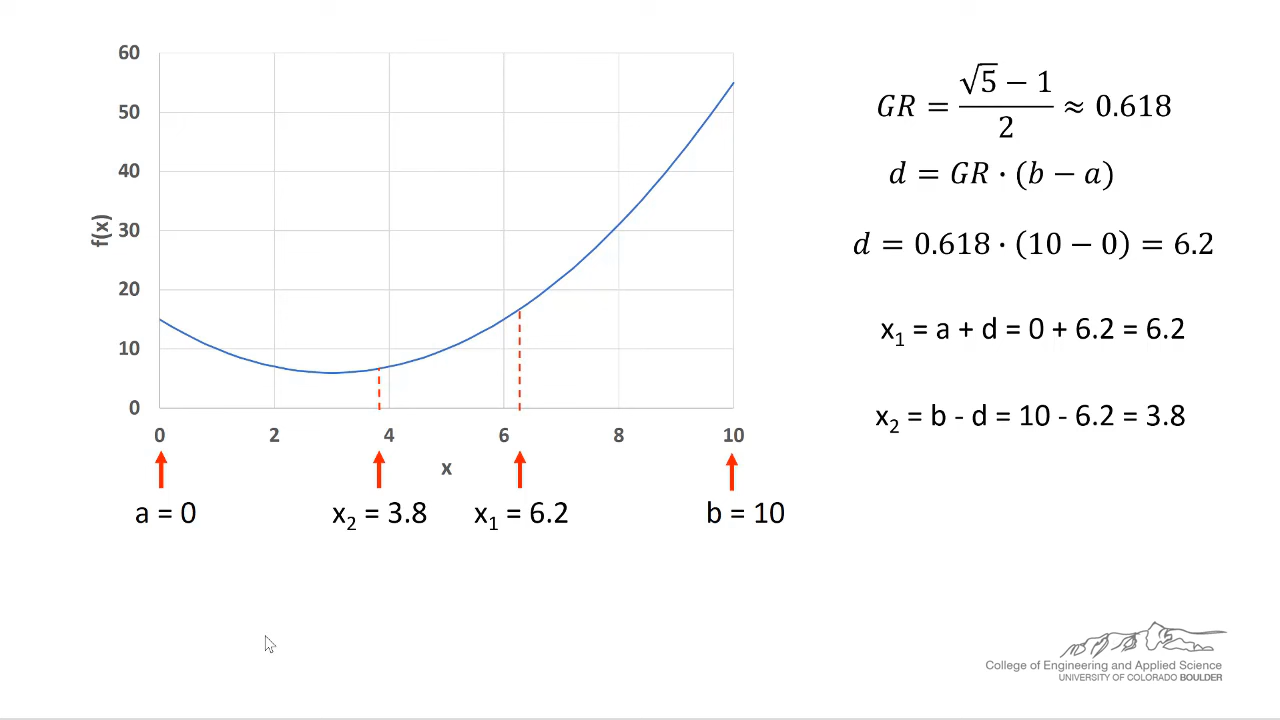 60
50
40
30
20
10
0
f(x)
0 2 4 6 8 10
x
a = 0 x₂ = 3.8 x₁ = 6.2 b = 10
GR = (√5 − 1)/2 ≈ 0.618
d = GR · (b − a)
d = 0.618 · (10 − 0) = 6.2
x₁ = a + d = 0 + 6.2 = 6.2
x₂ = b - d = 10 - 6.2 = 3.8
College of Engineering and Applied Science
UNIVERSITY OF COLORADO BOULDER